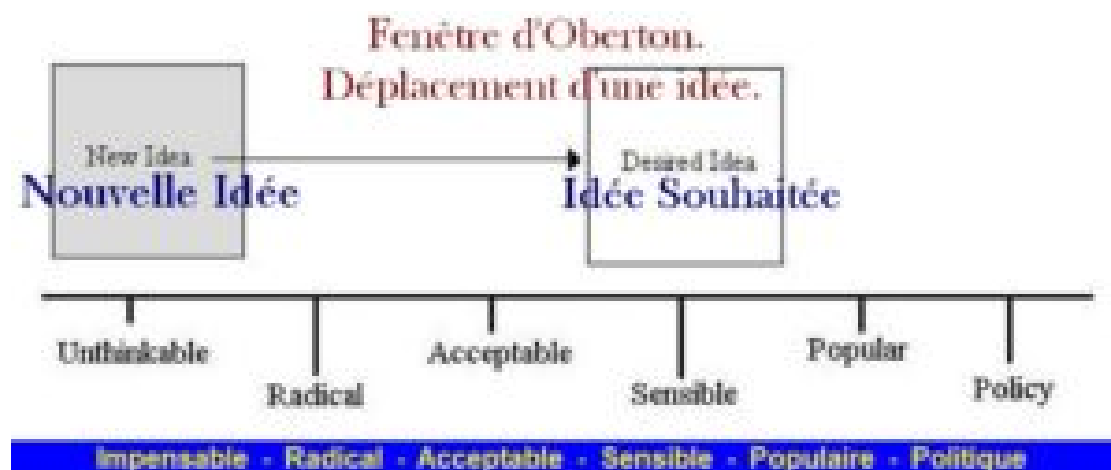 Fenêtre d'Oberton.
Déplacement d'une idée.
New Idea
Nouvelle Idée
Desired Idea
Idée Souhaitée
Unthinkable
Radical
Acceptable
Sensible
Popular
Policy
Impensable - Radical - Acceptable - Sensible - Populaire - Politique